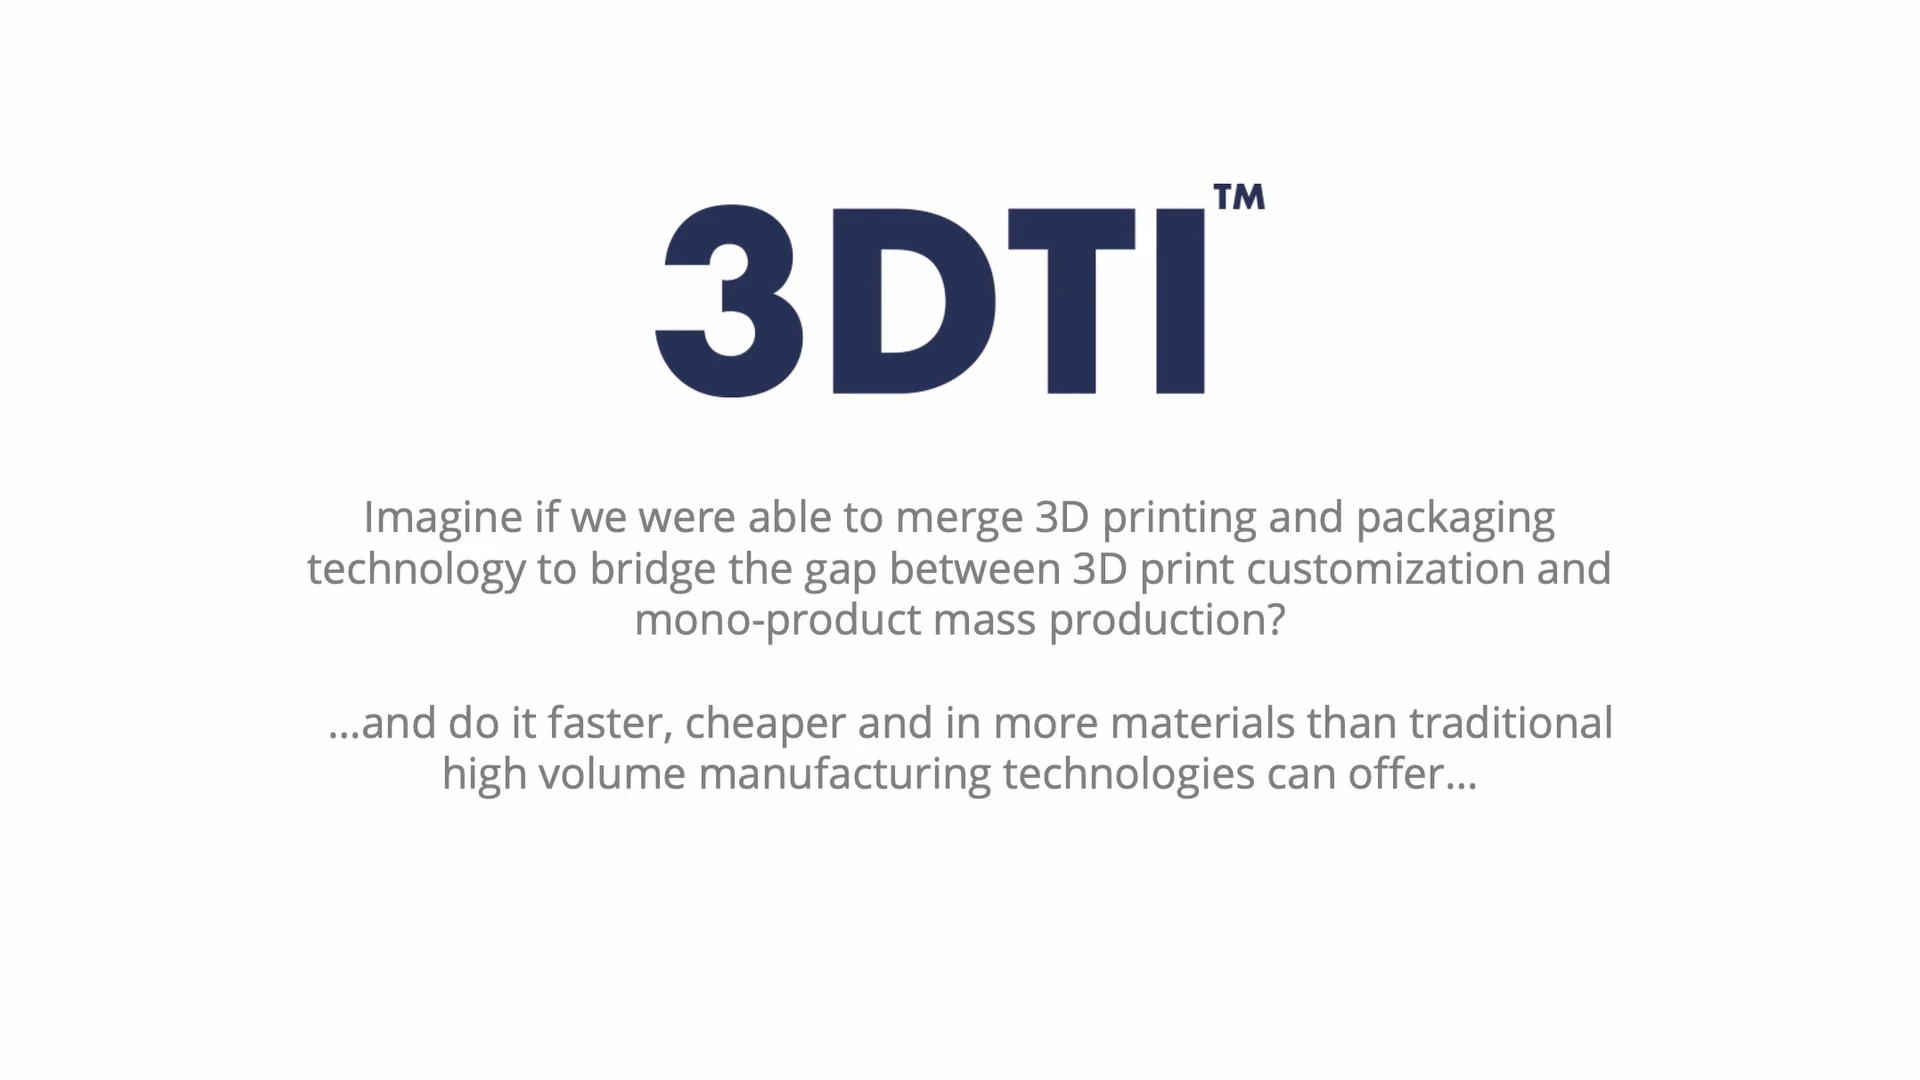 3DTI™
Imagine if we were able to merge 3D printing and packaging
technology to bridge the gap between 3D print customization and
mono-product mass production?
...and do it faster, cheaper and in more materials than traditional
high volume manufacturing technologies can offer...